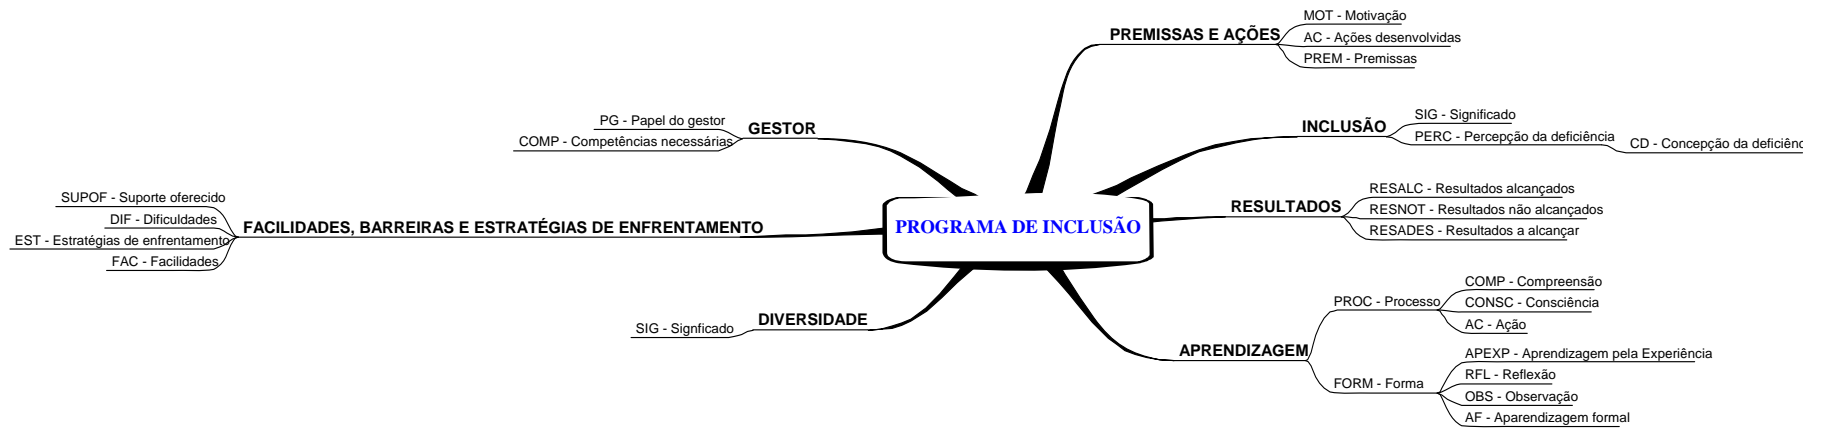 PROGRAMA DE INCLUSÃO
PREMISSAS E AÇÕES
MOT - Motivação
AC - Ações desenvolvidas
PREM - Premissas
INCLUSÃO
SIG - Significado
PERC - Percepção da deficiência
CD - Concepção da deficiênc
RESULTADOS
RESALC - Resultados alcançados
RESNOT - Resultados não alcançados
RESADES - Resultados a alcançar
APRENDIZAGEM
PROC - Processo
COMP - Compreensão
CONSC - Consciência
AC - Ação
FORM - Forma
APEXP - Aprendizagem pela Experiência
RFL - Reflexão
OBS - Observação
AF - Aparendizagem formal
GESTOR
PG - Papel do gestor
COMP - Competências necessárias
FACILIDADES, BARREIRAS E ESTRATÉGIAS DE ENFRENTAMENTO
SUPOF - Suporte oferecido
DIF - Dificuldades
EST - Estratégias de enfrentamento
FAC - Facilidades
DIVERSIDADE
SIG - Signficado